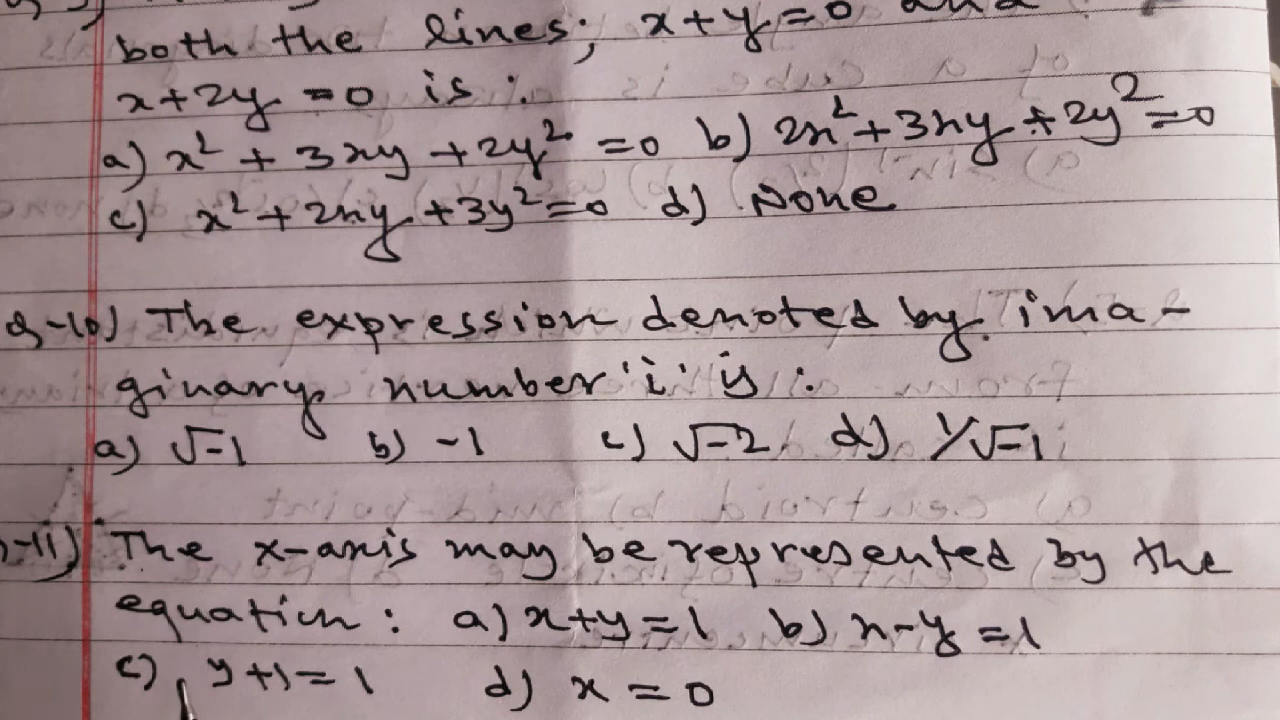 both the lines; x+y=0 and
x+2y=0 is :
a) x² + 3xy + 2y² =0 b) 2x²+3xy+2y²=0
c) x²+2xy+3y²=0 d) None
Q-10) The expression denoted by ima-
ginary number 'i' is :
a) √-1 b) -1 c) √-2 d) 1/√-1
-11) The x-axis may be represented by the
equation : a) x+y=1 b) x-y=1
c) y+1=1 d) x=0